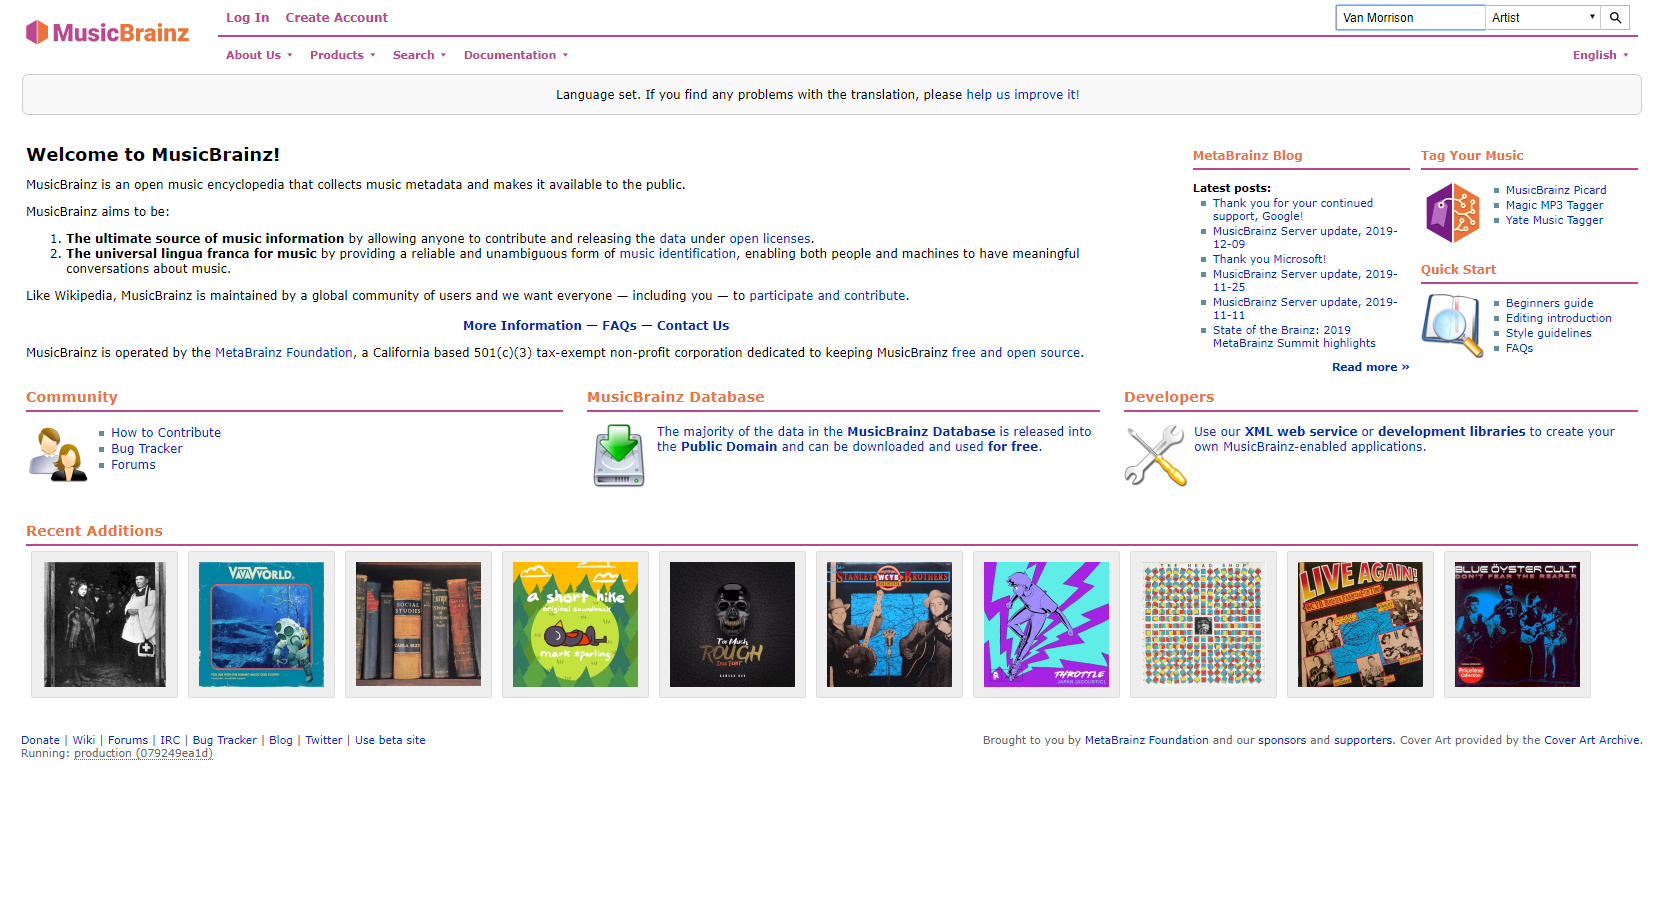 MusicBrainz
Log In Create Account
Van Morrison Artist
About Us Products Search Documentation English
Language set. If you find any problems with the translation, please help us improve it!
Welcome to MusicBrainz!
MusicBrainz is an open music encyclopedia that collects music metadata and makes it available to the public.
MusicBrainz aims to be:
1. The ultimate source of music information by allowing anyone to contribute and releasing the data under open licenses.
2. The universal lingua franca for music by providing a reliable and unambiguous form of music identification, enabling both people and machines to have meaningful
conversations about music.
Like Wikipedia, MusicBrainz is maintained by a global community of users and we want everyone — including you — to participate and contribute.
More Information — FAQs — Contact Us
MusicBrainz is operated by the MetaBrainz Foundation, a California based 501(c)(3) tax-exempt non-profit corporation dedicated to keeping MusicBrainz free and open source.
MetaBrainz Blog
Latest posts:
Thank you for your continued
support, Google!
MusicBrainz Server update, 2019-
12-09
Thank you Microsoft!
MusicBrainz Server update, 2019-
11-25
MusicBrainz Server update, 2019-
11-11
State of the Brainz: 2019
MetaBrainz Summit highlights
Read more »
Tag Your Music
MusicBrainz Picard
Magic MP3 Tagger
Yate Music Tagger
Quick Start
Beginners guide
Editing introduction
Style guidelines
FAQs
Community
How to Contribute
Bug Tracker
Forums
MusicBrainz Database
The majority of the data in the MusicBrainz Database is released into
the Public Domain and can be downloaded and used for free.
Developers
Use our XML web service or development libraries to create your
own MusicBrainz-enabled applications.
Recent Additions
VAVAWORLD.
SOCIAL
STUDIES
CARLA BLEY
a short hike
original soundtrack
mark sparling
Too Much
ROUGH
STANLEY WCYB BROTHERS
THROTTLE
JAPAN (ACOUSTIC)
THE HEAD SHOP
LIVE AGAIN!
BLUE ÖYSTER CULT
DON'T FEAR THE REAPER
Priceless
Collection
Donate | Wiki | Forums | IRC | Bug Tracker | Blog | Twitter | Use beta site
Running: production (079249ea1d)
Brought to you by MetaBrainz Foundation and our sponsors and supporters. Cover Art provided by the Cover Art Archive.